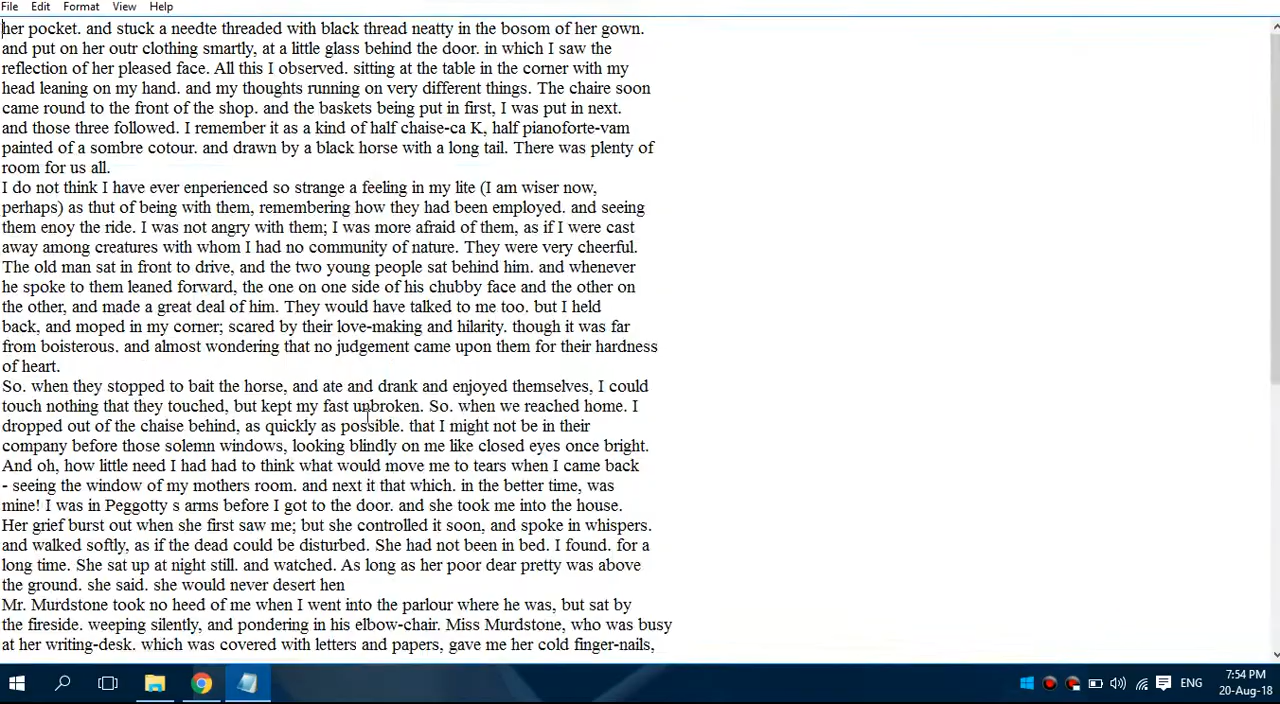 File Edit Format View Help
her pocket. and stuck a needte threaded with black thread neatty in the bosom of her gown.
and put on her outr clothing smartly, at a little glass behind the door. in which I saw the
reflection of her pleased face. All this I observed. sitting at the table in the corner with my
head leaning on my hand. and my thoughts running on very different things. The chaire soon
came round to the front of the shop. and the baskets being put in first, I was put in next.
and those three followed. I remember it as a kind of half chaise-ca K, half pianoforte-vam
painted of a sombre cotour. and drawn by a black horse with a long tail. There was plenty of
room for us all.
I do not think I have ever enperienced so strange a feeling in my lite (I am wiser now,
perhaps) as thut of being with them, remembering how they had been employed. and seeing
them enoy the ride. I was not angry with them; I was more afraid of them, as if I were cast
away among creatures with whom I had no community of nature. They were very cheerful.
The old man sat in front to drive, and the two young people sat behind him. and whenever
he spoke to them leaned forward, the one on one side of his chubby face and the other on
the other, and made a great deal of him. They would have talked to me too. but I held
back, and moped in my corner; scared by their love-making and hilarity. though it was far
from boisterous. and almost wondering that no judgement came upon them for their hardness
of heart.
So. when they stopped to bait the horse, and ate and drank and enjoyed themselves, I could
touch nothing that they touched, but kept my fast unbroken. So. when we reached home. I
dropped out of the chaise behind, as quickly as possible. that I might not be in their
company before those solemn windows, looking blindly on me like closed eyes once bright.
And oh, how little need I had had to think what would move me to tears when I came back
- seeing the window of my mothers room. and next it that which. in the better time, was
mine! I was in Peggotty s arms before I got to the door. and she took me into the house.
Her grief burst out when she first saw me; but she controlled it soon, and spoke in whispers.
and walked softly, as if the dead could be disturbed. She had not been in bed. I found. for a
long time. She sat up at night still. and watched. As long as her poor dear pretty was above
the ground. she said. she would never desert hen
Mr. Murdstone took no heed of me when I went into the parlour where he was, but sat by
the fireside. weeping silently, and pondering in his elbow-chair. Miss Murdstone, who was busy
at her writing-desk. which was covered with letters and papers, gave me her cold finger-nails,
ENG
7:54 PM
20-Aug-18